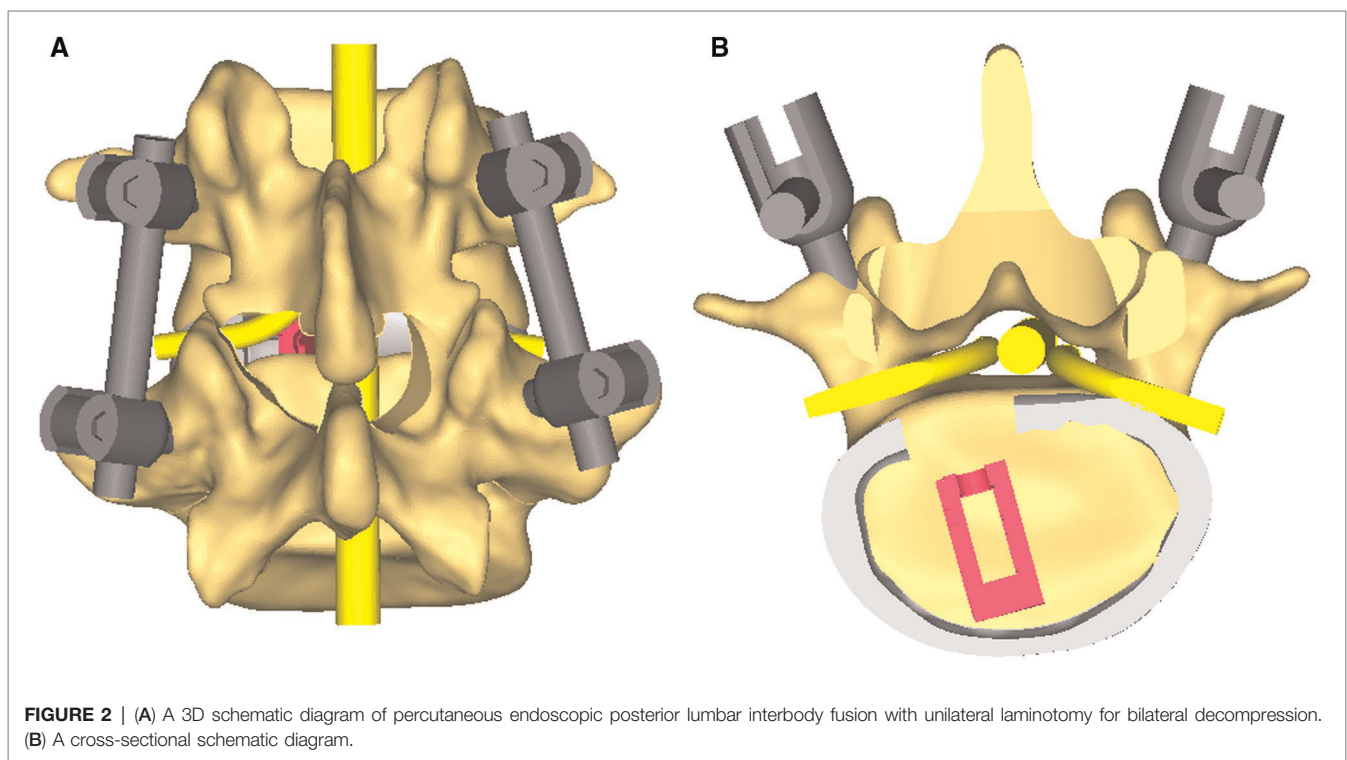 A
B
FIGURE 2 | (A) A 3D schematic diagram of percutaneous endoscopic posterior lumbar interbody fusion with unilateral laminotomy for bilateral decompression.
(B) A cross-sectional schematic diagram.